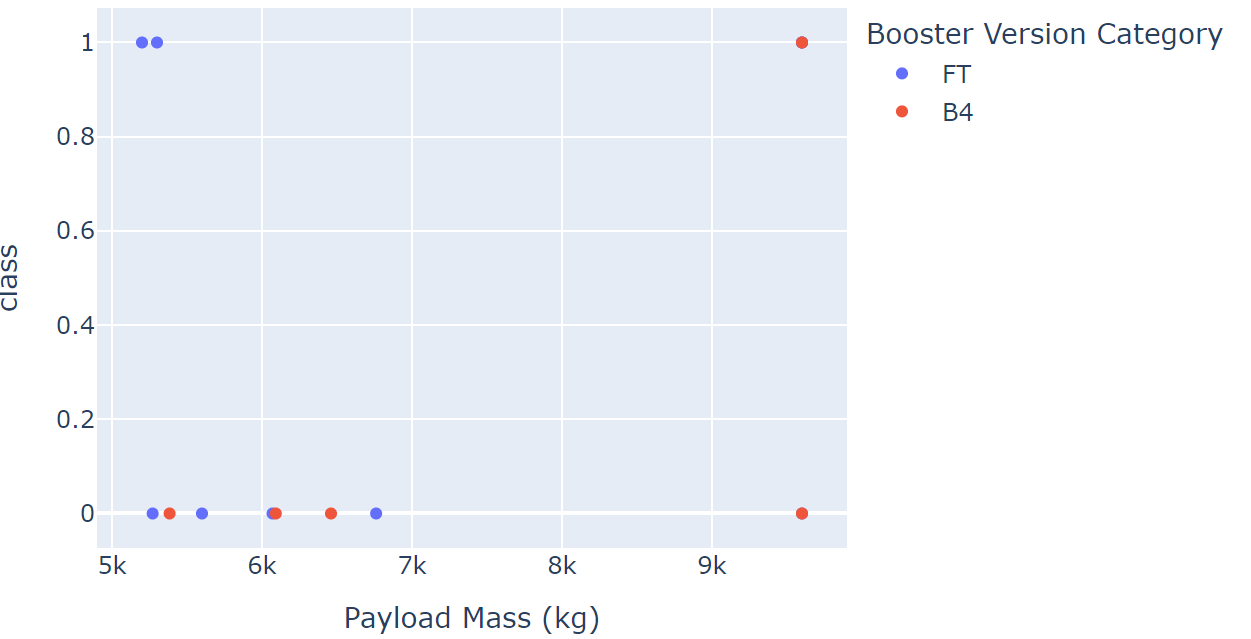 Booster Version Category
FT
B4
class
1
0.8
0.6
0.4
0.2
0
5k
6k
7k
8k
9k
Payload Mass (kg)